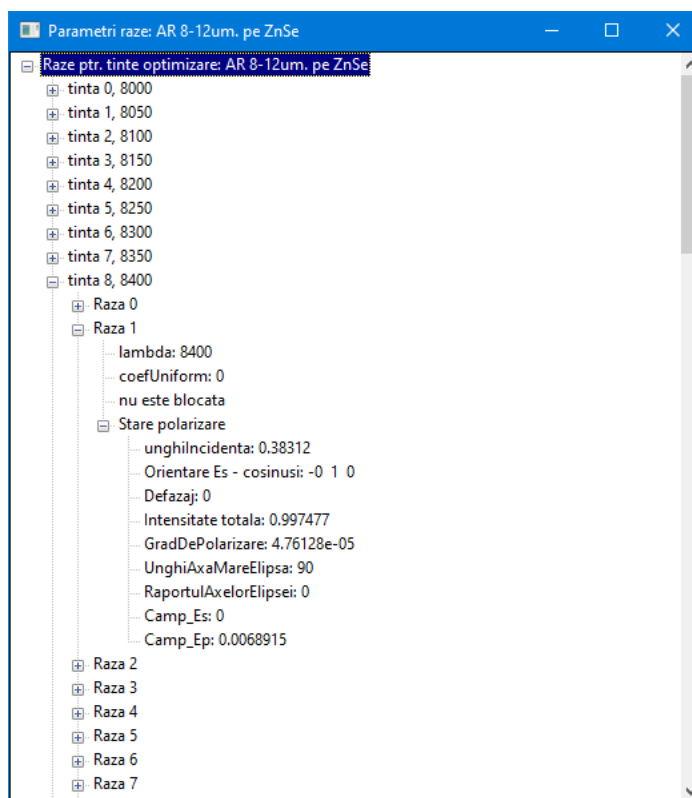 Parametri raze: AR 8-12um. pe ZnSe
Raze ptr. tinte optimizare: AR 8-12um. pe ZnSe
tinta 0, 8000
tinta 1, 8050
tinta 2, 8100
tinta 3, 8150
tinta 4, 8200
tinta 5, 8250
tinta 6, 8300
tinta 7, 8350
tinta 8, 8400
Raza 0
Raza 1
lambda: 8400
coefUniform: 0
nu este blocata
Stare polarizare
unghiIncidenta: 0.38312
Orientare Es - cosinusi: -0 1 0
Defazaj: 0
Intensitate totala: 0.997477
GradDePolarizare: 4.76128e-05
UnghiAxaMareElipsa: 90
RaportulAxelorElipsei: 0
Camp_Es: 0
Camp_Ep: 0.0068915
Raza 2
Raza 3
Raza 4
Raza 5
Raza 6
Raza 7